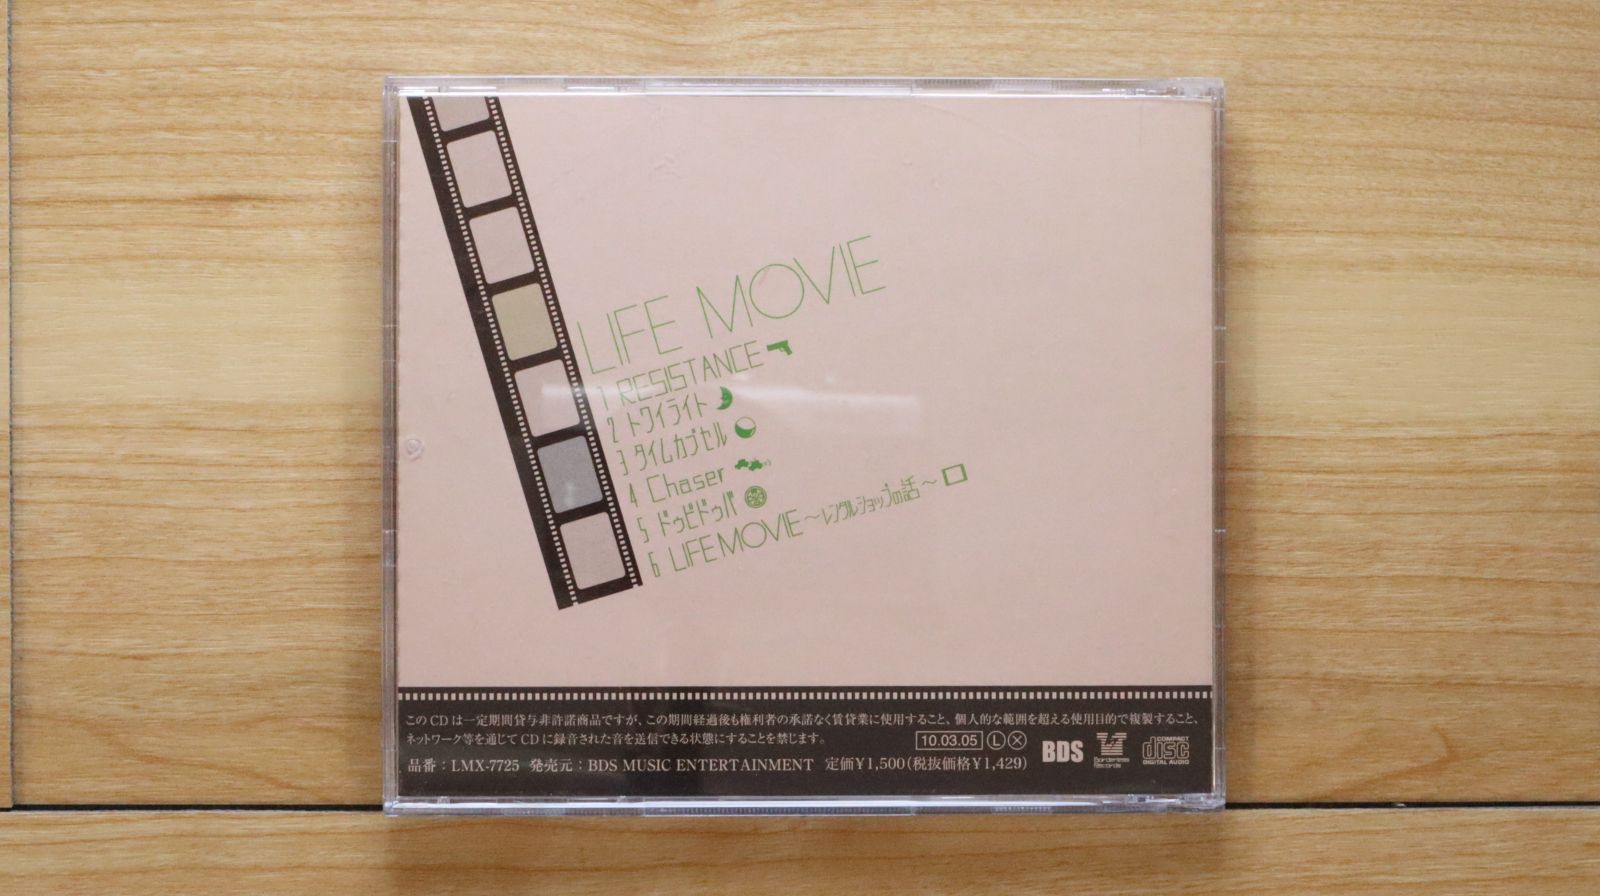 LIFE MOVIE
1 RESISTANCE
2 トワイライト
3 タイムカプセル
4 Chaser
5 ドゥビドゥバ
6 LIFE MOVIE～レンタルショップの話～
このCDは一定期間貸与非許諾商品ですが、この期間経過後も権利者の承諾なく賃貸業に使用すること、個人的な範囲を超える使用目的で複製すること、
ネットワーク等を通じてCDに録音された音を送信できる状態にすることを禁じます。
10.03.05 Ⓛ Ⓧ
品番：LMX-7725 発売元：BDS MUSIC ENTERTAINMENT 定価￥1,500(税抜価格￥1,429)
BDS
Borderless Records
COMPACT
disc
DIGITAL AUDIO